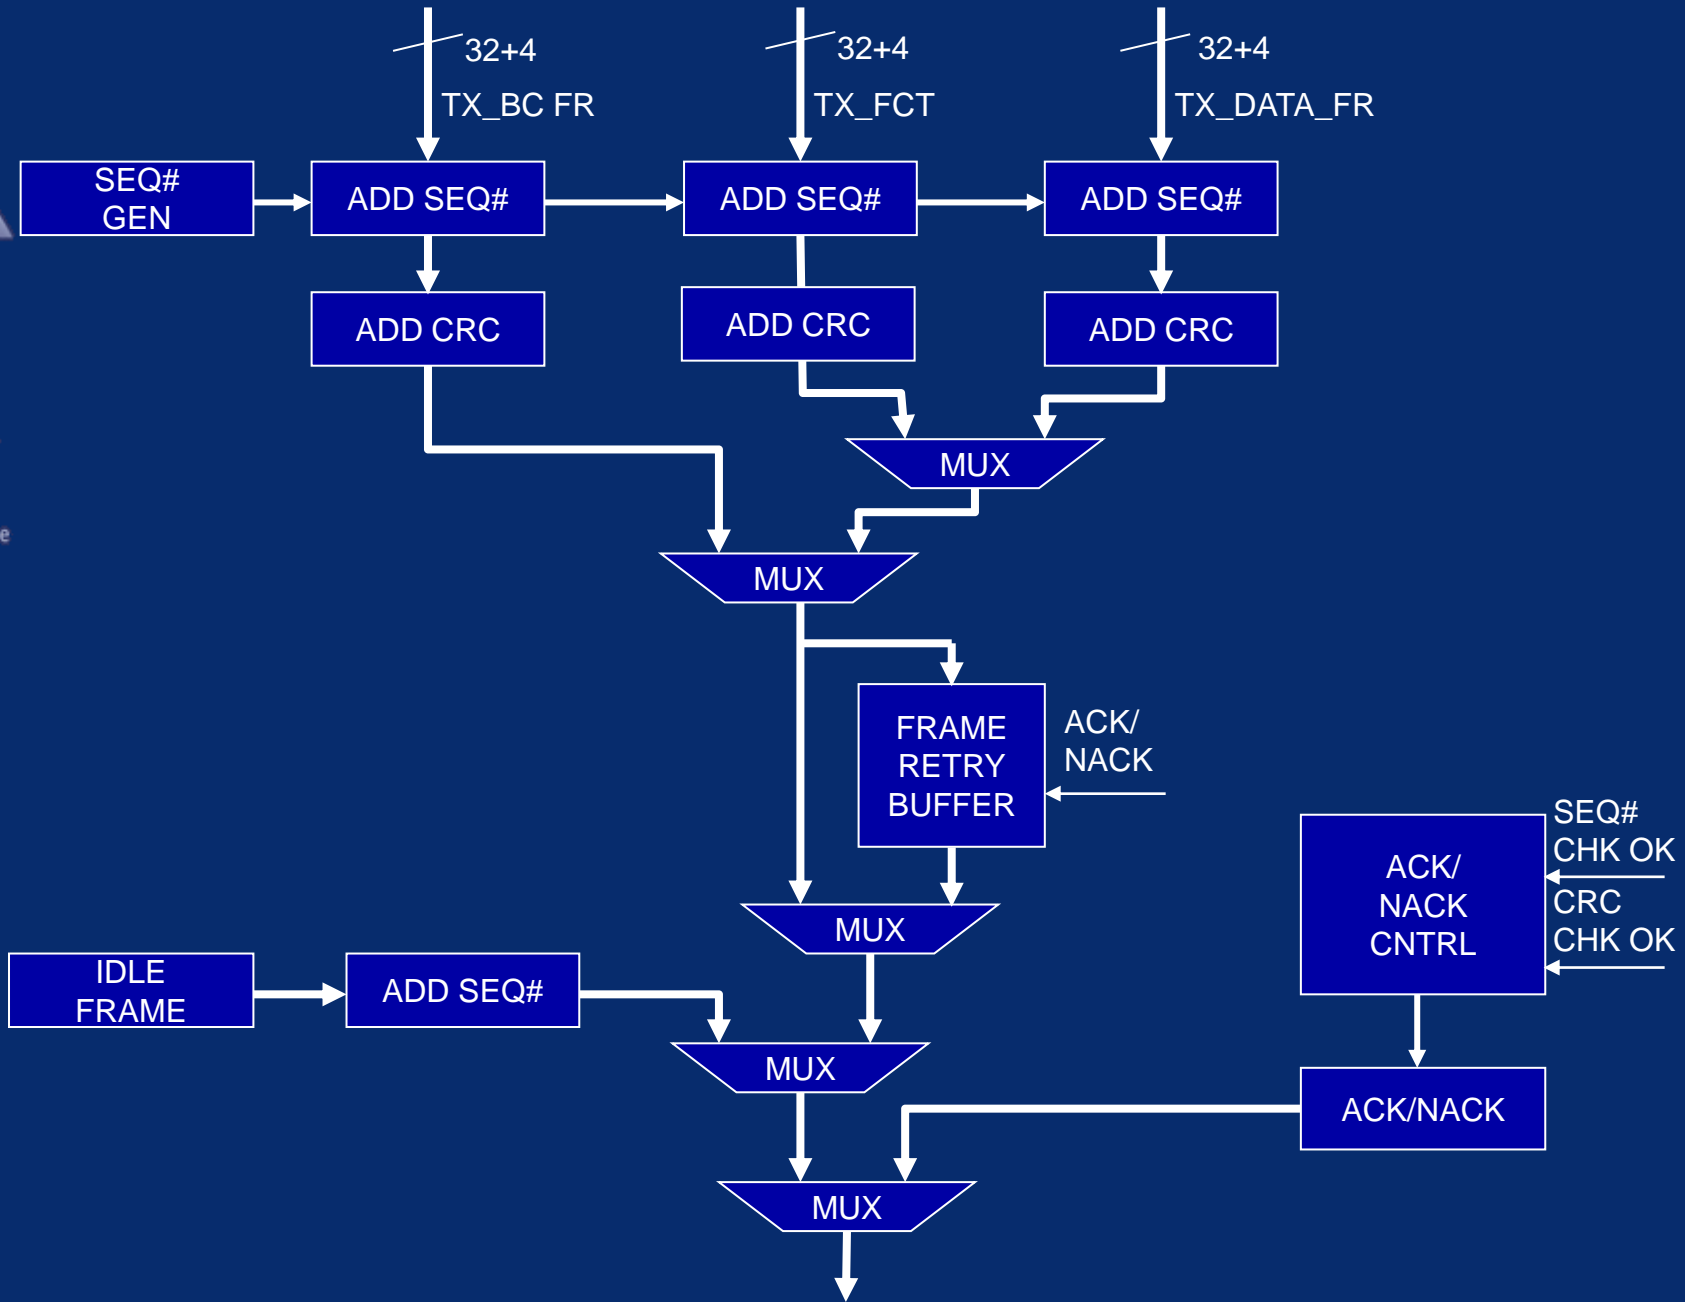 32+4
32+4
32+4
TX_BC FR
TX_FCT
TX_DATA_FR
SEQ#
GEN
ADD SEQ#
ADD SEQ#
ADD SEQ#
ADD CRC
ADD CRC
ADD CRC
MUX
MUX
FRAME
RETRY
BUFFER
ACK/
NACK
SEQ#
CHK OK
CRC
CHK OK
ACK/
NACK
CNTRL
MUX
IDLE
FRAME
ADD SEQ#
MUX
ACK/NACK
MUX